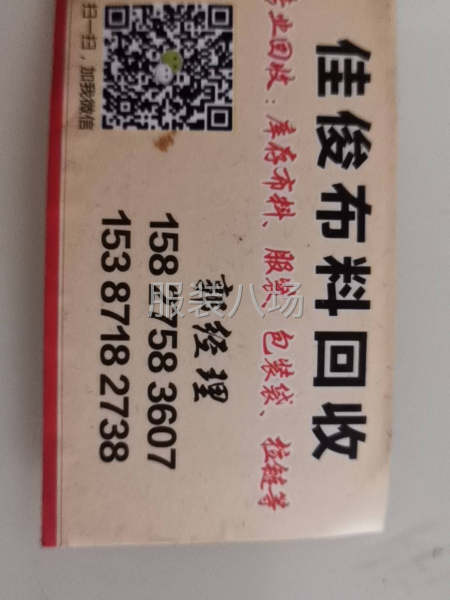 佳俊布料回收
专业回收:库存布料、服装、包装袋、拉链等
经理
158 2758 3607
153 8718 2738
扫一扫,加我微信
服装八场